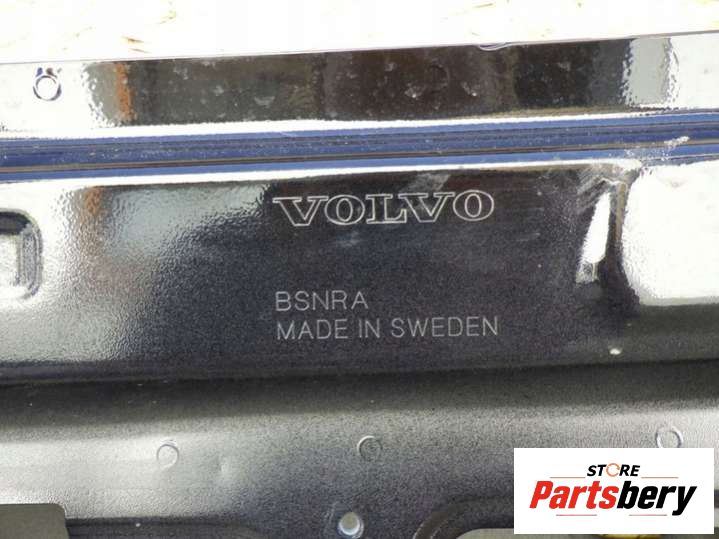 VOLVO
BSNRA
MADE IN SWEDEN
STORE
Partsbery